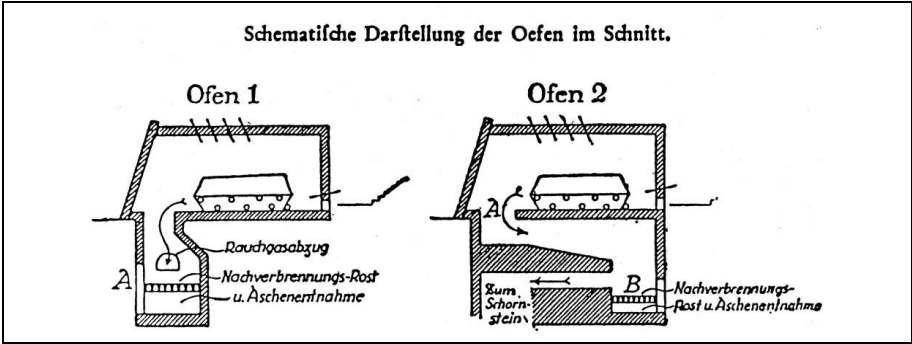 Schematiſche Darſtellung der Oefen im Schnitt.
Ofen 1
Rauchgasabzug
A
Nachverbrennungs-Rost
u. Aschenentnahme
Ofen 2
A
Zum
Schorn-
stein
B
Nachverbrennungs-
Rost u. Aschenentnahme